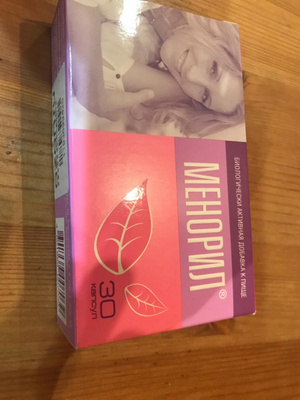 БИОЛОГИЧЕСКИ АКТИВНАЯ ДОБАВКА К ПИЩЕ
МЕНОРИЛ®
30
капсул